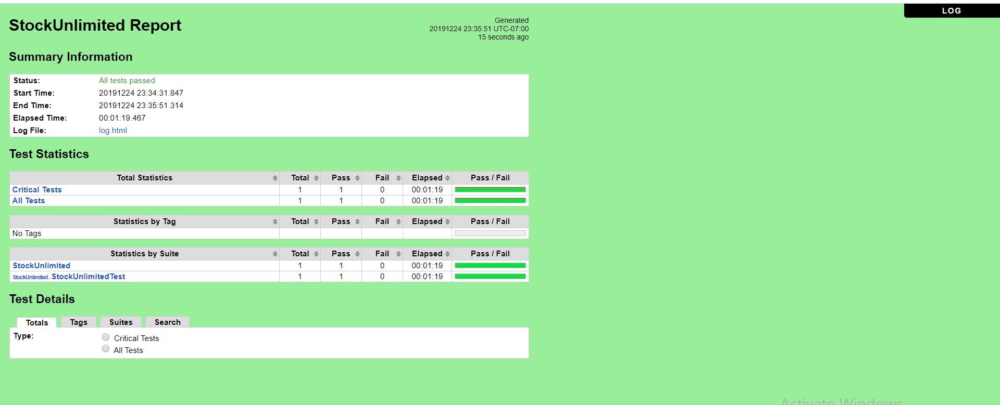 LOG
StockUnlimited Report
Generated
20191224 23:35:51 UTC-07:00
15 seconds ago
Summary Information
Status: All tests passed
Start Time: 20191224 23:34:31.847
End Time: 20191224 23:35:51.314
Elapsed Time: 00:01:19.467
Log File: log.html
Test Statistics
Total Statistics Total Pass Fail Elapsed Pass / Fail
Critical Tests 1 1 0 00:01:19
All Tests 1 1 0 00:01:19
Statistics by Tag Total Pass Fail Elapsed Pass / Fail
No Tags
Statistics by Suite Total Pass Fail Elapsed Pass / Fail
StockUnlimited 1 1 0 00:01:19
StockUnlimited . StockUnlimitedTest 1 1 0 00:01:19
Test Details
Totals Tags Suites Search
Type: Critical Tests
All Tests
Activate Windows